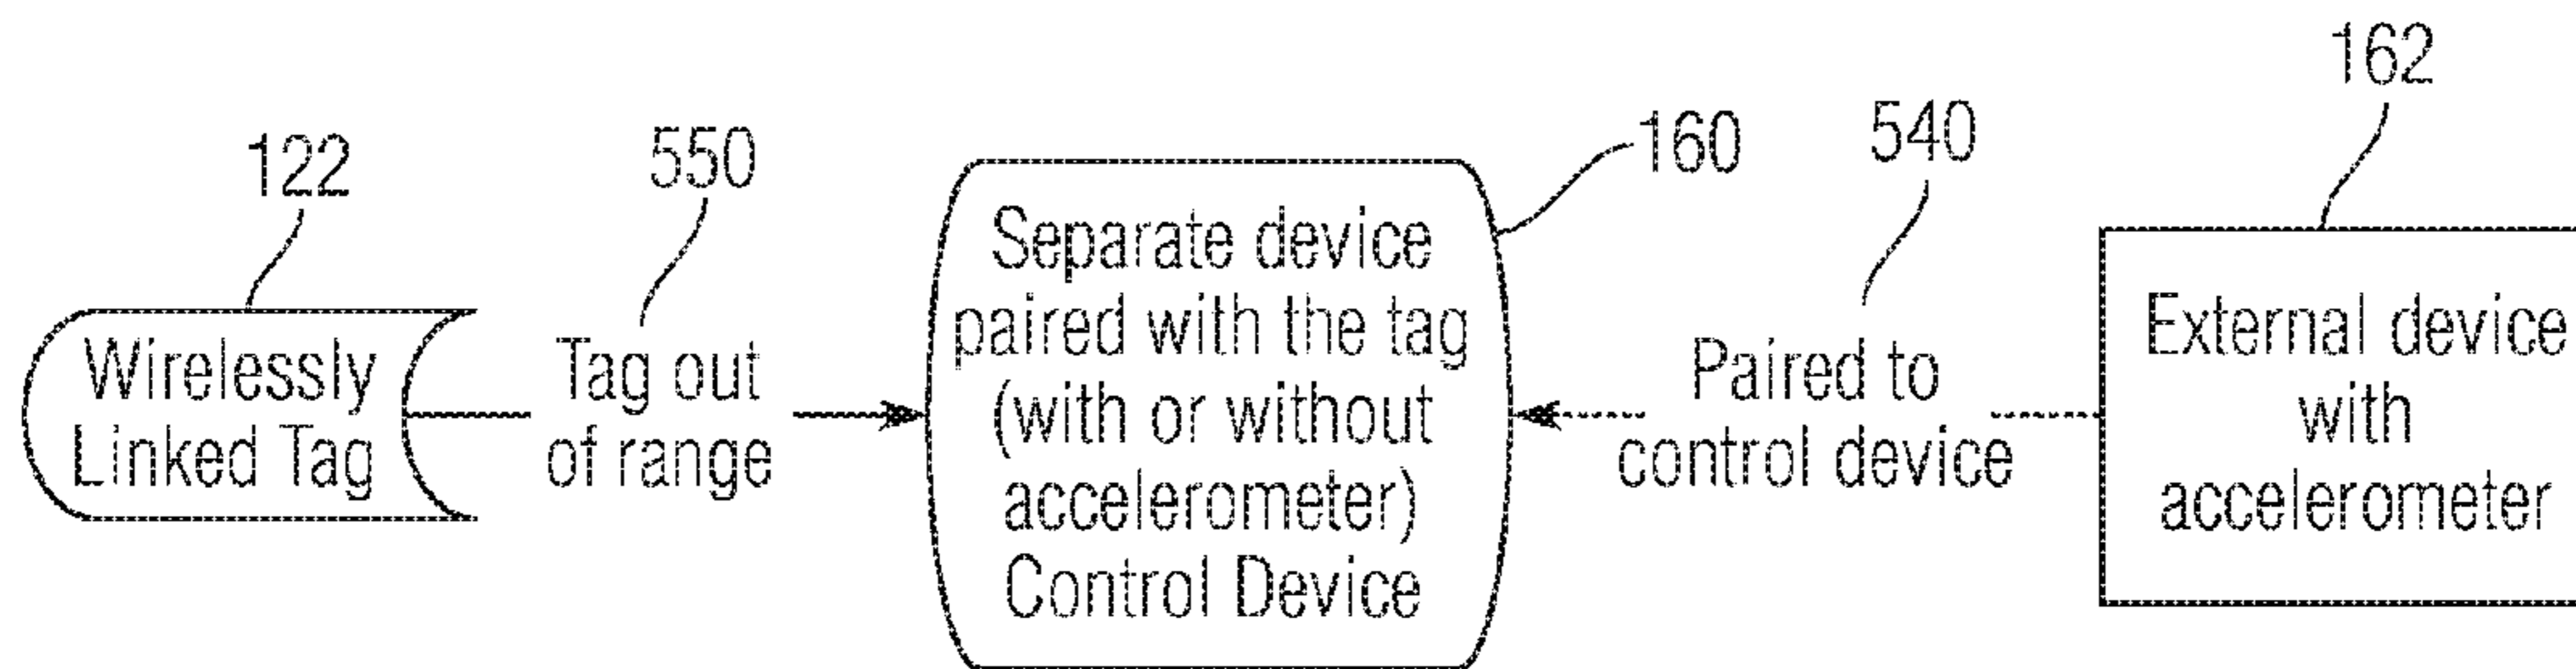 122
Wirelessly
Linked Tag
550
Tag out
of range
160
Separate device
paired with the tag
(with or without
accelerometer)
Control Device
540
Paired to
control device
162
External device
with
accelerometer